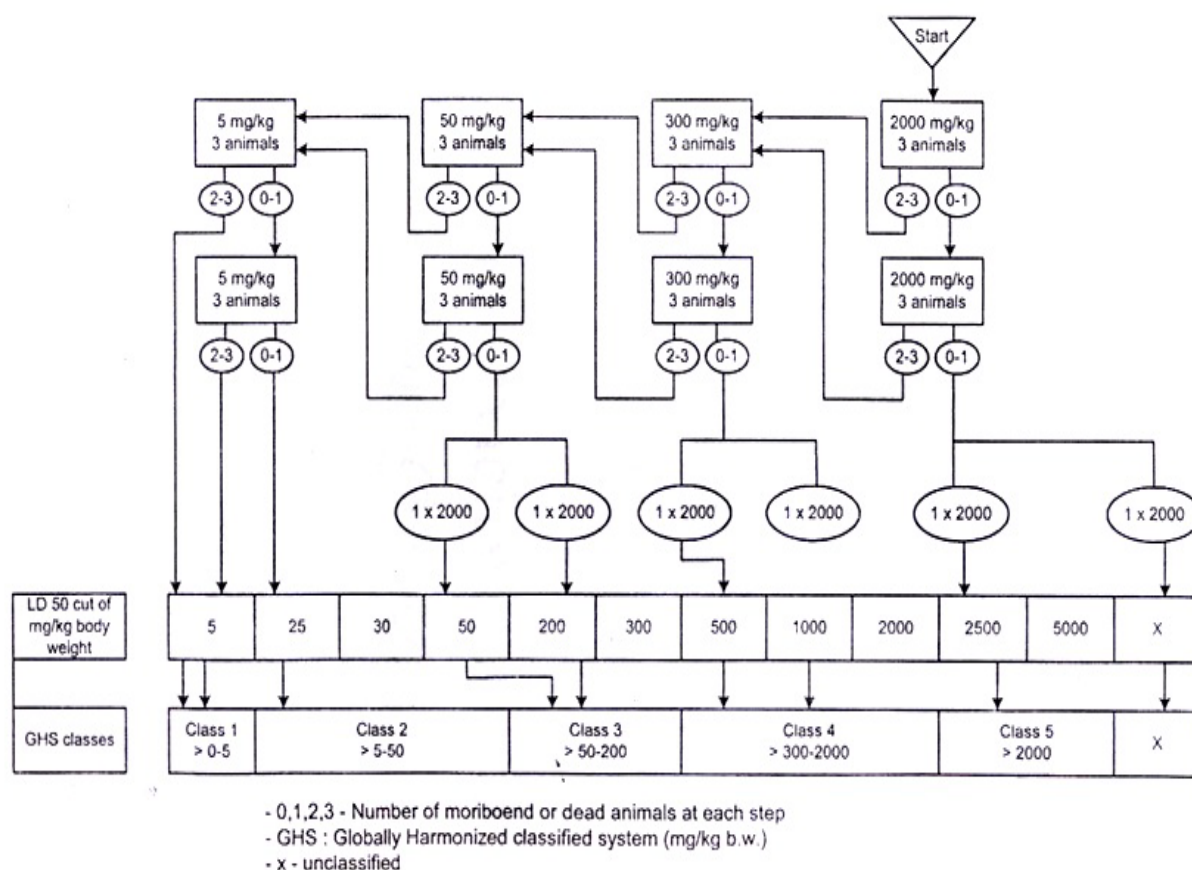 Start
5 mg/kg
3 animals
50 mg/kg
3 animals
300 mg/kg
3 animals
2000 mg/kg
3 animals
2-3
0-1
2-3
0-1
2-3
0-1
2-3
0-1
5 mg/kg
3 animals
50 mg/kg
3 animals
300 mg/kg
3 animals
2000 mg/kg
3 animals
2-3
0-1
2-3
0-1
2-3
0-1
2-3
0-1
1 x 2000
1 x 2000
1 x 2000
1 x 2000
1 x 2000
1 x 2000
LD 50 cut of
mg/kg body
weight
5
25
30
50
200
300
500
1000
2000
2500
5000
X
GHS classes
Class 1
> 0-5
Class 2
> 5-50
Class 3
> 50-200
Class 4
> 300-2000
Class 5
> 2000
X
- 0,1,2,3 - Number of moriboend or dead animals at each step
- GHS : Globally Harmonized classified system (mg/kg b.w.)
- x - unclassified